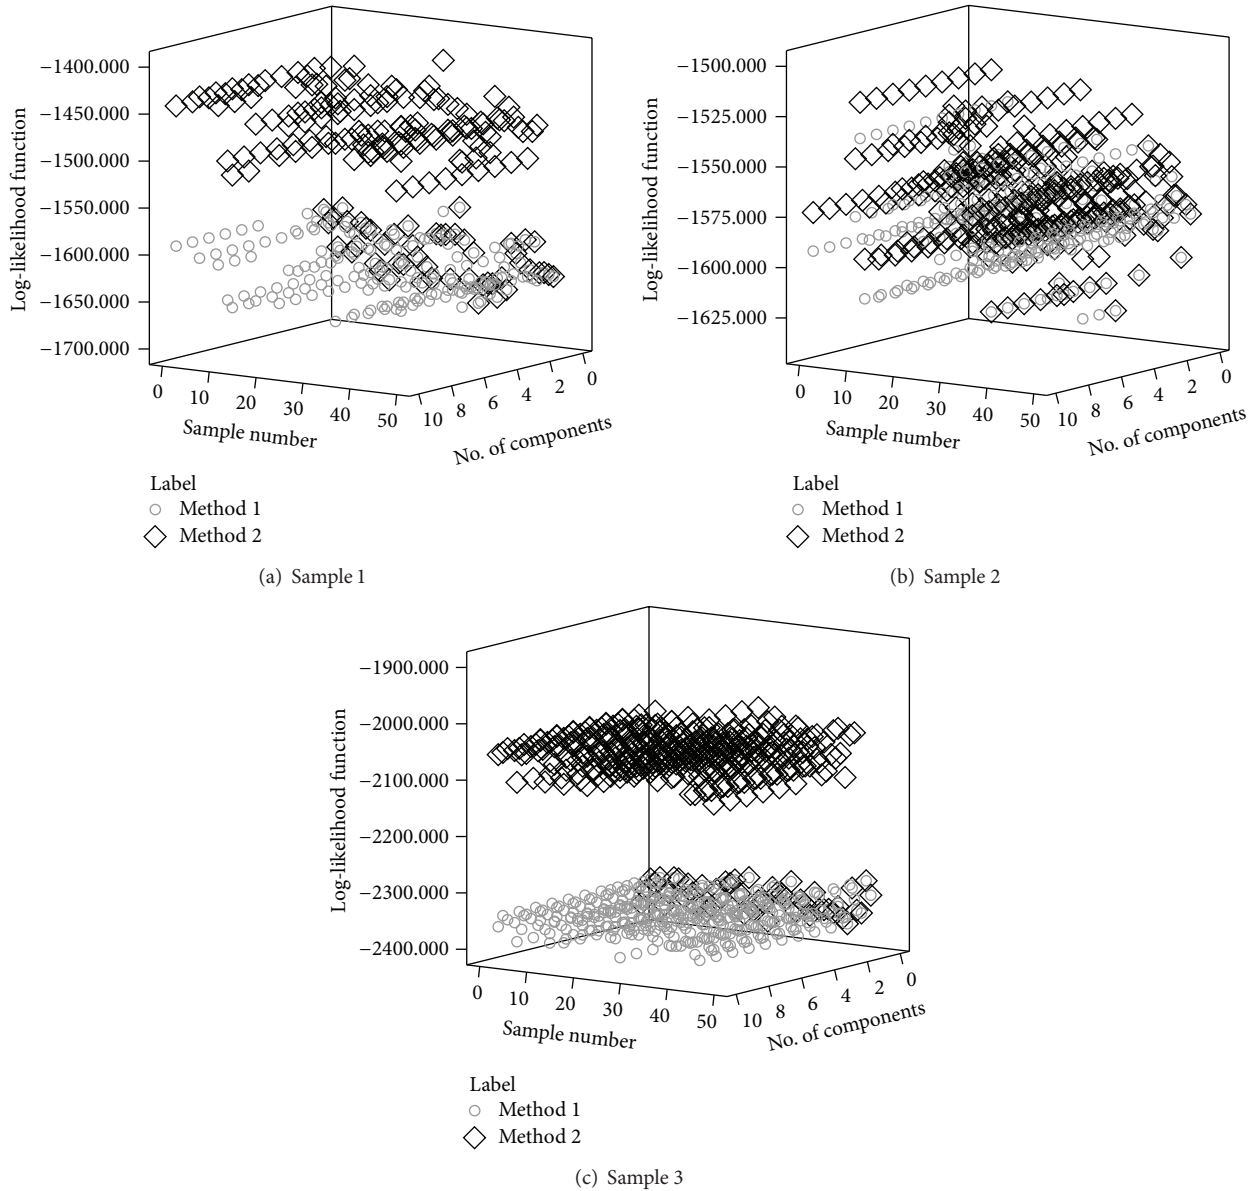 −1400.000
−1450.000
−1500.000
−1550.000
−1600.000
−1650.000
−1700.000
Log-likelihood function
0
10
20
30
40
50
Sample number
10
8
6
4
2
0
No. of components
Label
Method 1
Method 2
(a) Sample 1
−1500.000
−1525.000
−1550.000
−1575.000
−1600.000
−1625.000
Log-likelihood function
0
10
20
30
40
50
Sample number
10
8
6
4
2
0
No. of components
Label
Method 1
Method 2
(b) Sample 2
−1900.000
−2000.000
−2100.000
−2200.000
−2300.000
−2400.000
Log-likelihood function
0
10
20
30
40
50
Sample number
10
8
6
4
2
0
No. of components
Label
Method 1
Method 2
(c) Sample 3